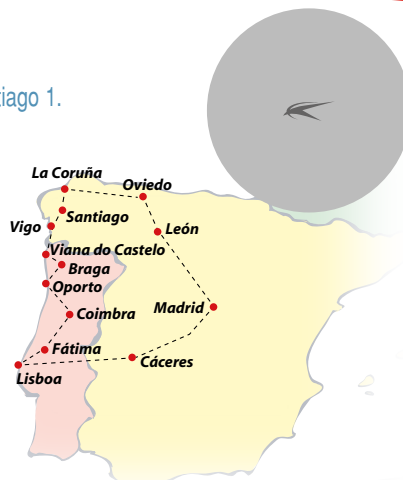 tiago 1.
La Coruña
Oviedo
Santiago
León
Vigo
Viana do Castelo
Braga
Oporto
Madrid
Coimbra
Fátima
Cáceres
Lisboa